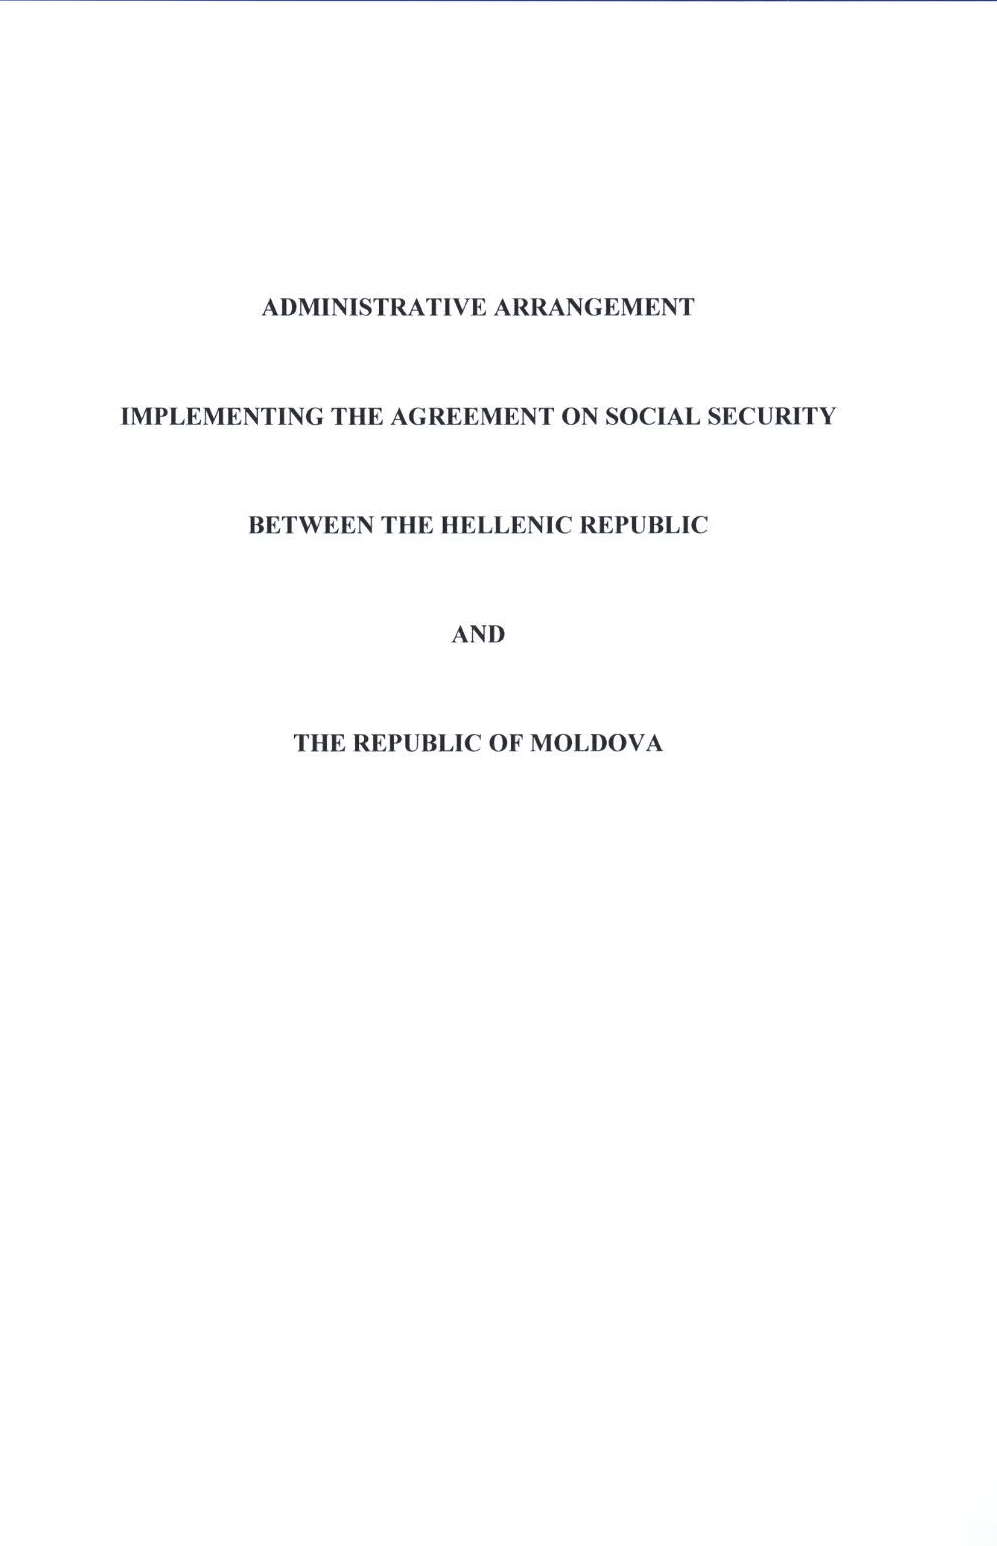 ADMINISTRATIVE ARRANGEMENT
IMPLEMENTING THE AGREEMENT ON SOCIAL SECURITY
BETWEEN THE HELLENIC REPUBLIC
AND
THE REPUBLIC OF MOLDOVA